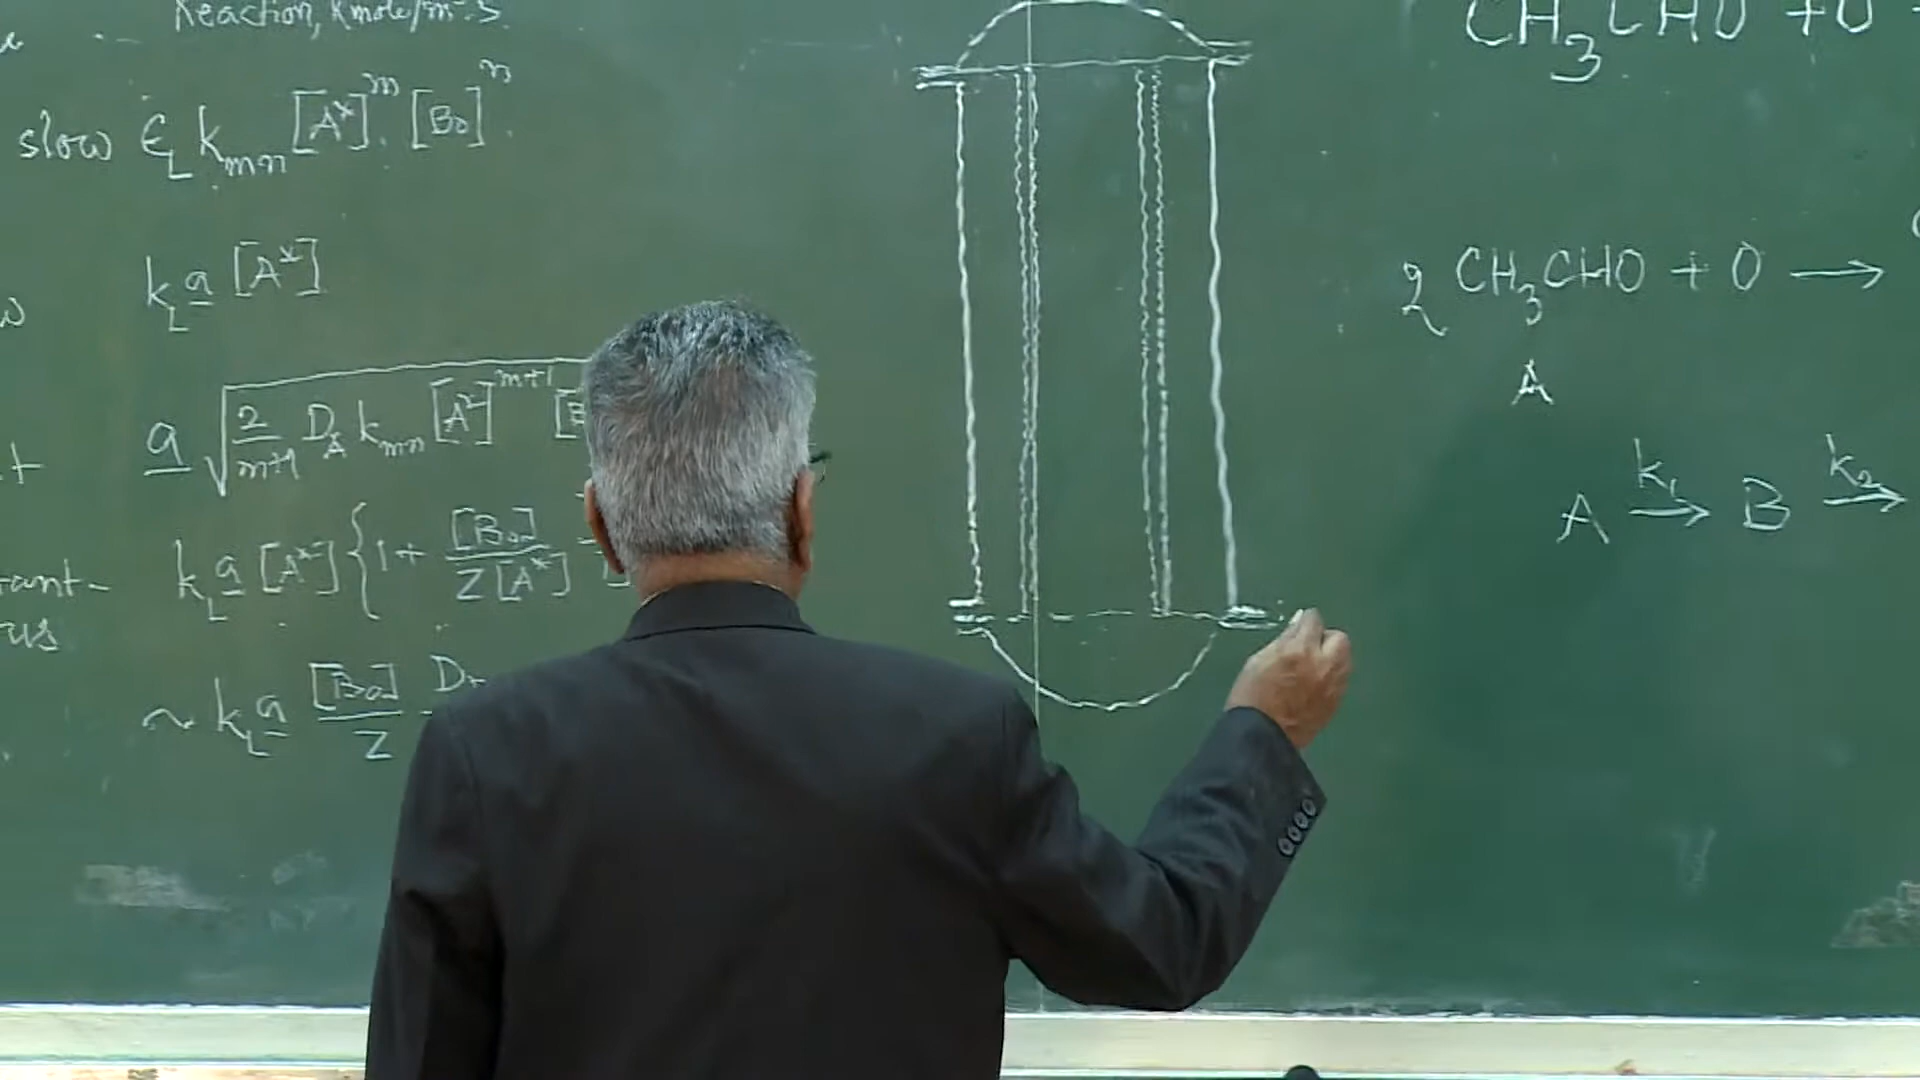 Reaction, kmole/m³.s
slow ϵ_L k_mn [A*]^m . [B₀]^n.
k_L a [A*]
a √ 2/m+1 D_A k_mn [A*]^m+1
k_L a [A*] { 1 + [B₀] / Z[A*]
~ k_L a [B₀] / Z
CH₃CHO + O
2 CH₃CHO + O →
A
A k₁→ B k₂→